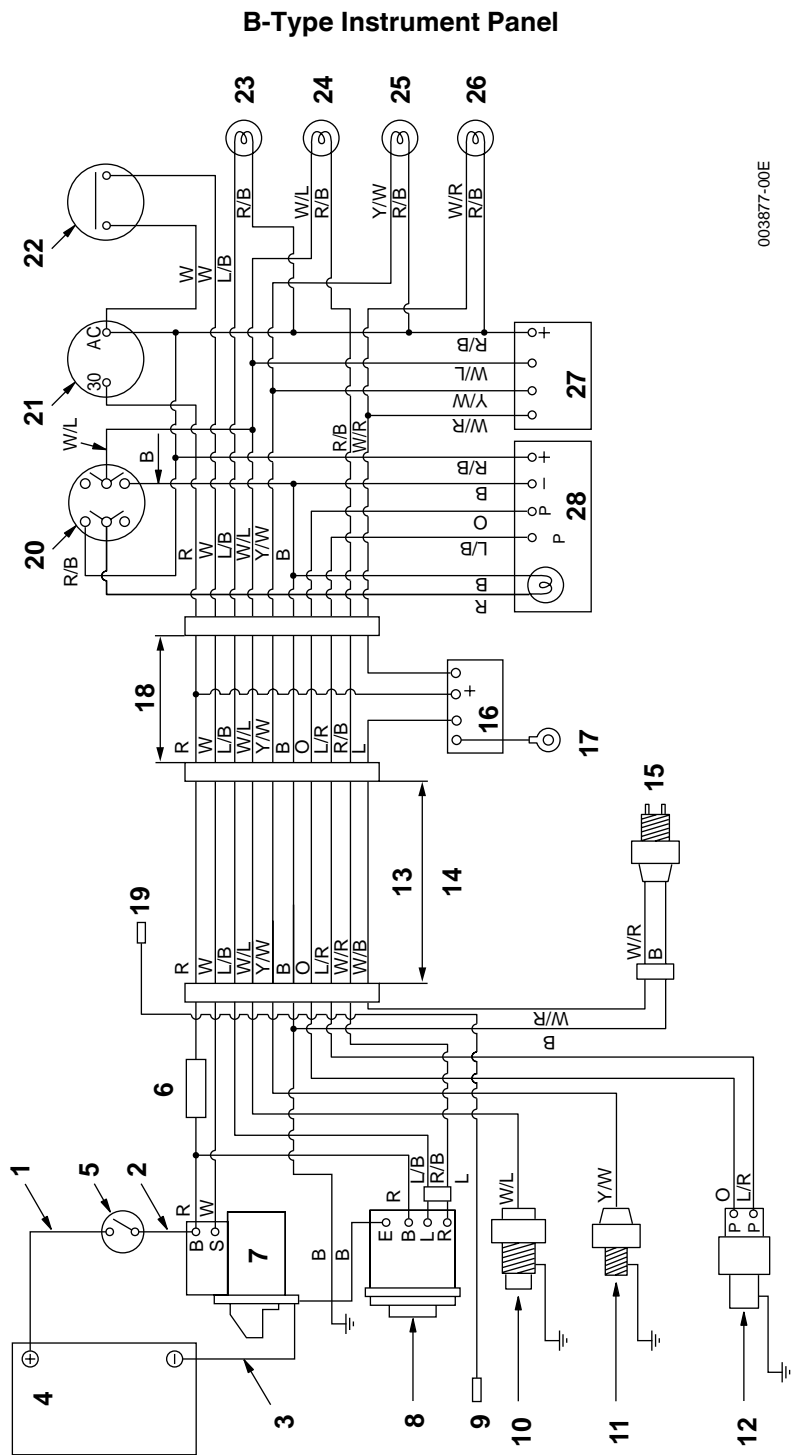 B-Type Instrument Panel
23
24
25
26
22
21
20
AC
30
W/L
B
R/B
W
W
L/B
R/B
W/L
R/B
Y/W
R/B
W/R
R/B
R
W
L/B
W/L
Y/W
B
R/B
W/R
R/B
W/L
Y/W
W/R
+
27
R/B
B
O
L/B
B
R
+
–
P
P
28
18
R
W
L/B
W/L
Y/W
B
O
L/R
R/B
L
+
16
17
13
14
15
19
R
W
L/B
W/L
Y/W
B
O
L/R
W/R
W/B
W/R
B
W/R
B
6
1
5
2
R
W
B
S
7
4
+
–
3
B
B
R
L/B
R/B
L
E
B
L
R
8
9
W/L
10
Y/W
11
O
L/R
P
P
12
003877-00E